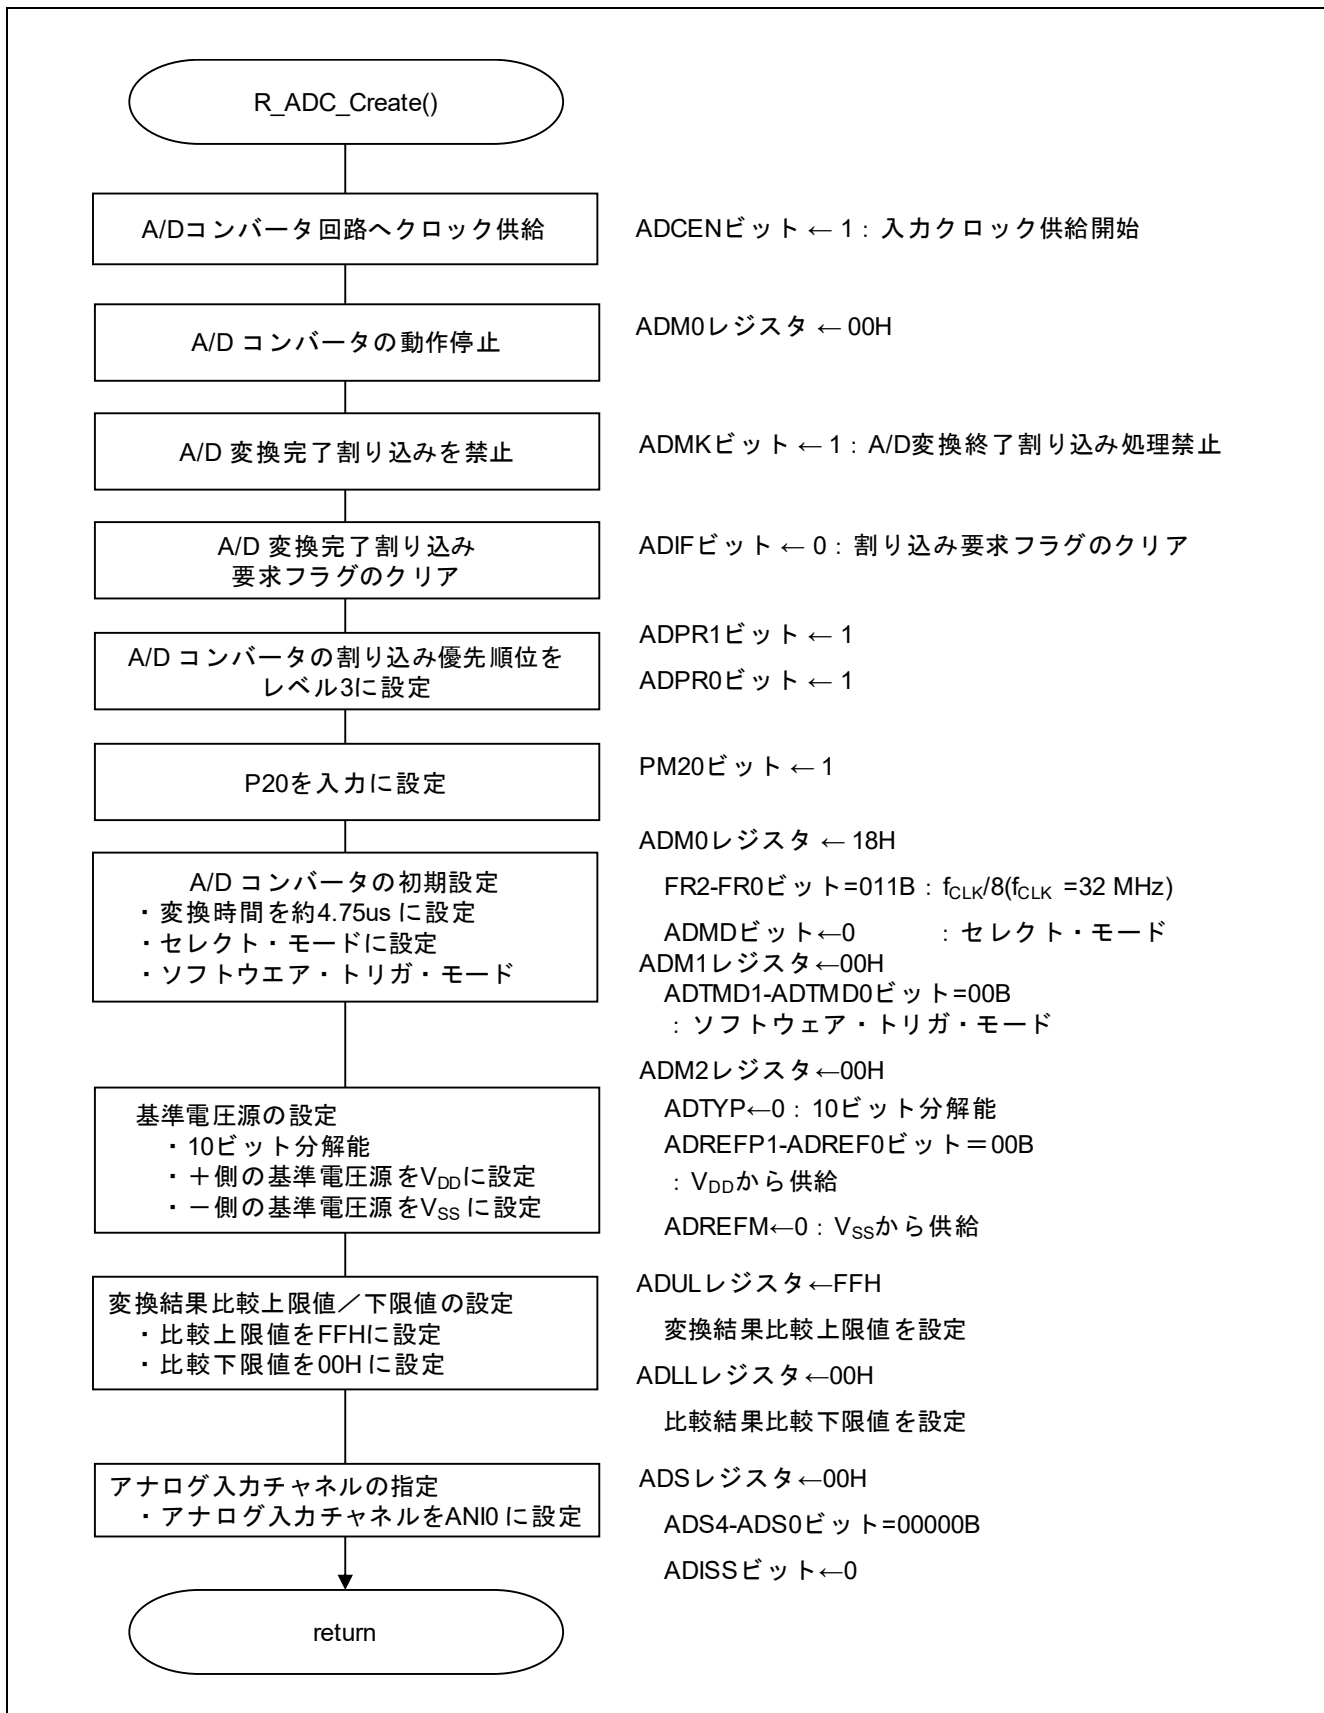 R_ADC_Create()
A/Dコンバータ回路へクロック供給
ADCENビット ← 1：入力クロック供給開始
A/D コンバータの動作停止
ADM0レジスタ ← 00H
A/D 変換完了割り込みを禁止
ADMKビット ← 1：A/D変換終了割り込み処理禁止
A/D 変換完了割り込み
要求フラグのクリア
ADIFビット ← 0：割り込み要求フラグのクリア
A/D コンバータの割り込み優先順位を
レベル3に設定
ADPR1ビット ← 1
ADPR0ビット ← 1
P20を入力に設定
PM20ビット ← 1
A/D コンバータの初期設定
・変換時間を約4.75us に設定
・セレクト・モードに設定
・ソフトウエア・トリガ・モード
ADM0レジスタ ← 18H
FR2-FR0ビット=011B：fCLK/8(fCLK =32 MHz)
ADMDビット←0 ：セレクト・モード
ADM1レジスタ←00H
ADTMD1-ADTMD0ビット=00B
：ソフトウェア・トリガ・モード
基準電圧源の設定
・10ビット分解能
・＋側の基準電圧源をVDDに設定
・－側の基準電圧源をVSS に設定
ADM2レジスタ←00H
ADTYP←0：10ビット分解能
ADREFP1-ADREF0ビット＝00B
：VDDから供給
ADREFM←0：VSSから供給
変換結果比較上限値／下限値の設定
・比較上限値をFFHに設定
・比較下限値を00H に設定
ADULレジスタ←FFH
変換結果比較上限値を設定
ADLLレジスタ←00H
比較結果比較下限値を設定
アナログ入力チャネルの指定
・アナログ入力チャネルをANI0 に設定
ADSレジスタ←00H
ADS4-ADS0ビット=00000B
ADISSビット←0
return